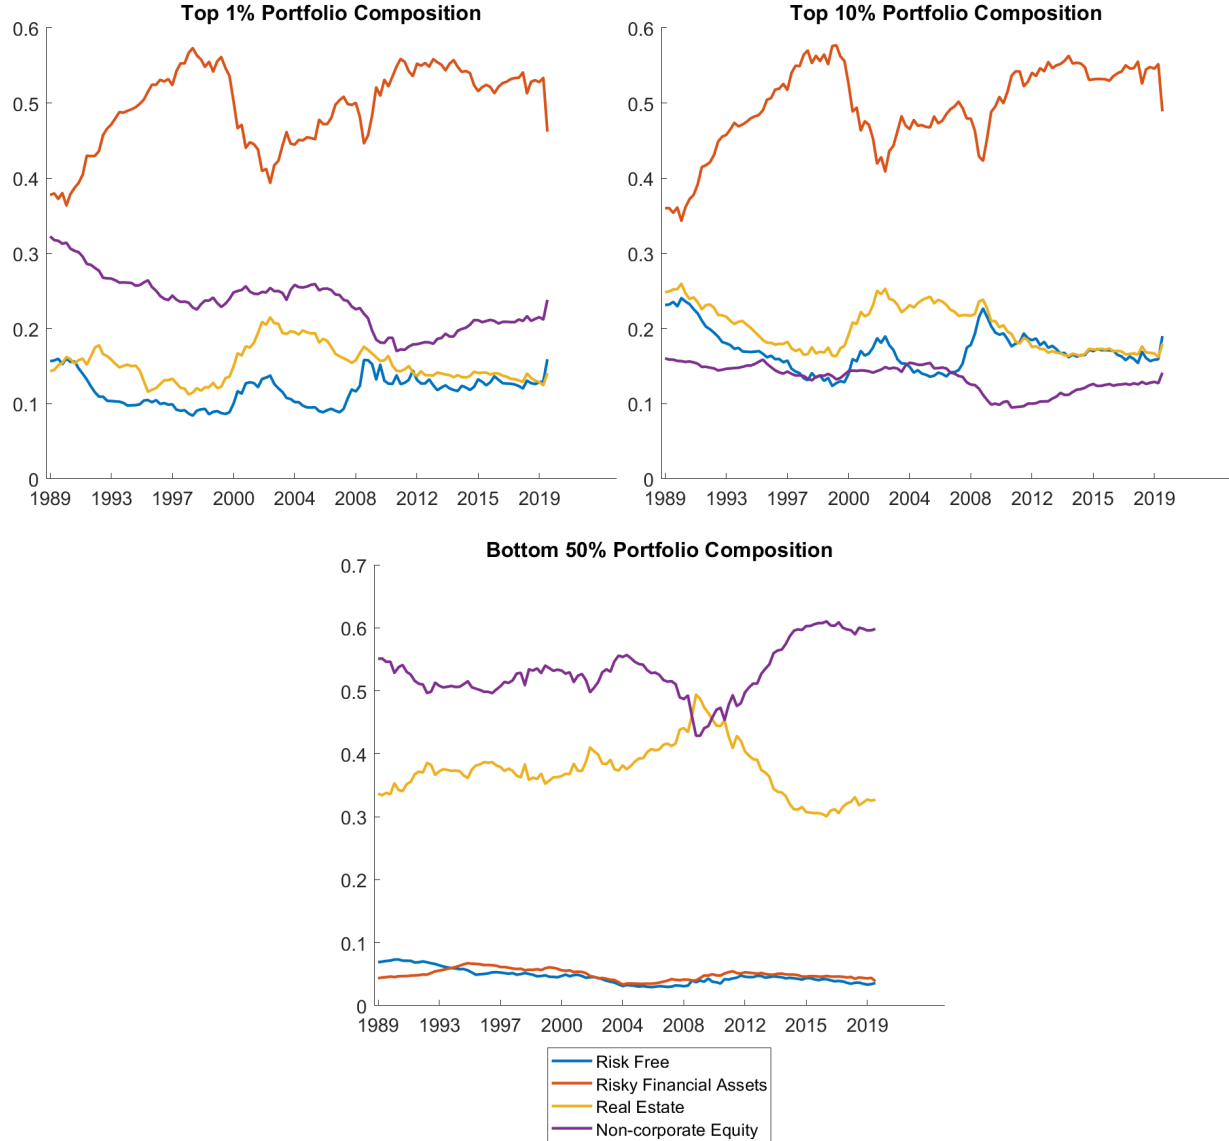 Top 1% Portfolio Composition
0.6
0.5
0.4
0.3
0.2
0.1
0
1989 1993 1997 2000 2004 2008 2012 2015 2019
Top 10% Portfolio Composition
0.6
0.5
0.4
0.3
0.2
0.1
0
1989 1993 1997 2000 2004 2008 2012 2015 2019
Bottom 50% Portfolio Composition
0.7
0.6
0.5
0.4
0.3
0.2
0.1
0
1989 1993 1997 2000 2004 2008 2012 2015 2019
Risk Free
Risky Financial Assets
Real Estate
Non-corporate Equity